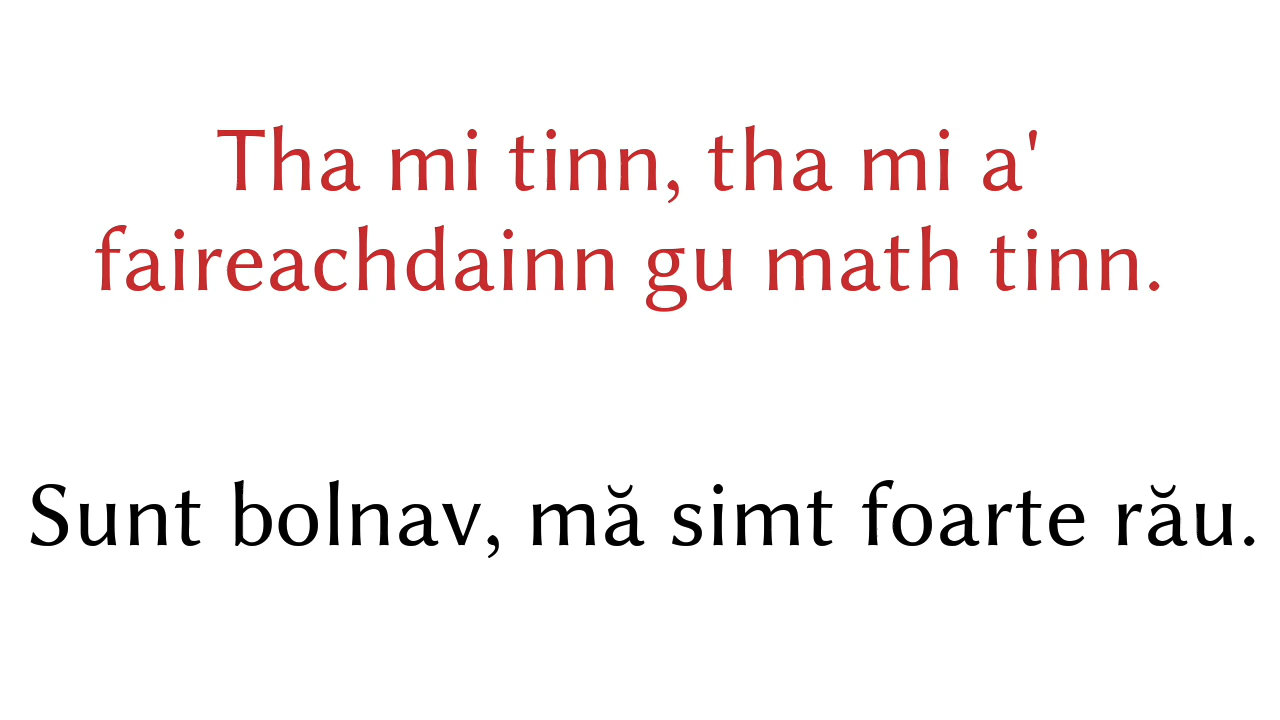 Tha mi tinn, tha mi a'
faireachdainn gu math tinn.
Sunt bolnav, mă simt foarte rău.